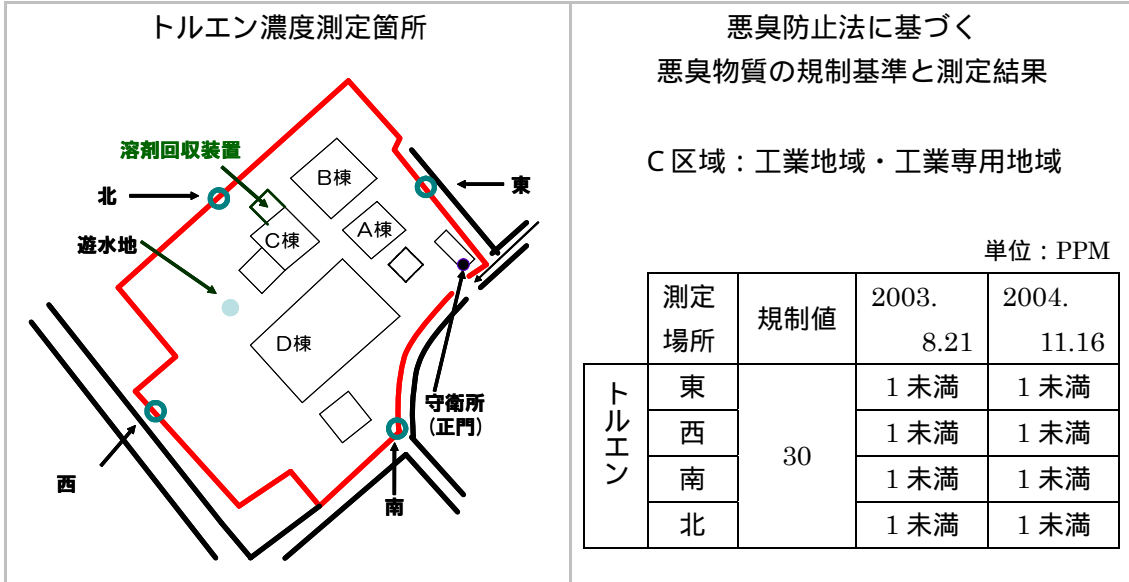 トルエン濃度測定箇所
溶剤回収装置
北
東
B棟
A棟
C棟
遊水地
D棟
守衛所
(正門)
西
南
悪臭防止法に基づく
悪臭物質の規制基準と測定結果
C区域：工業地域・工業専用地域
単位：PPM
測定場所 規制値 2003. 8.21 2004. 11.16
トルエン 東 30 1未満 1未満
西 1未満 1未満
南 1未満 1未満
北 1未満 1未満